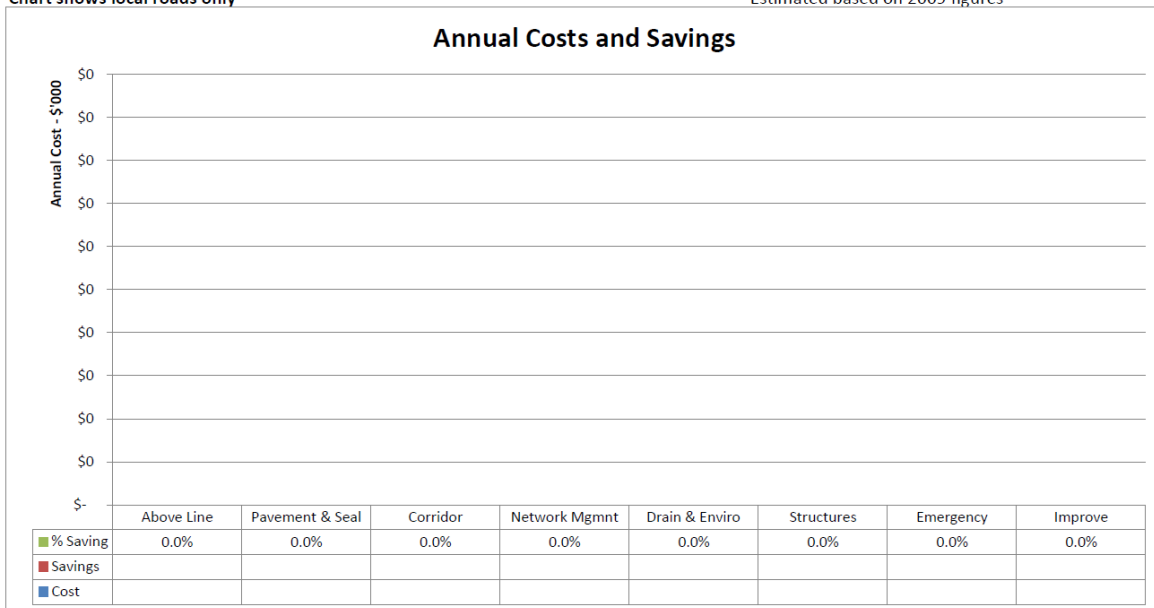 Chart shows local roads only Estimated based on 2009 figures
Annual Costs and Savings
Annual Cost - $'000
$0
$0
$0
$0
$0
$0
$0
$0
$0
$0
$-
Above Line Pavement & Seal Corridor Network Mgmnt Drain & Enviro Structures Emergency Improve
% Saving 0.0% 0.0% 0.0% 0.0% 0.0% 0.0% 0.0% 0.0%
Savings
Cost